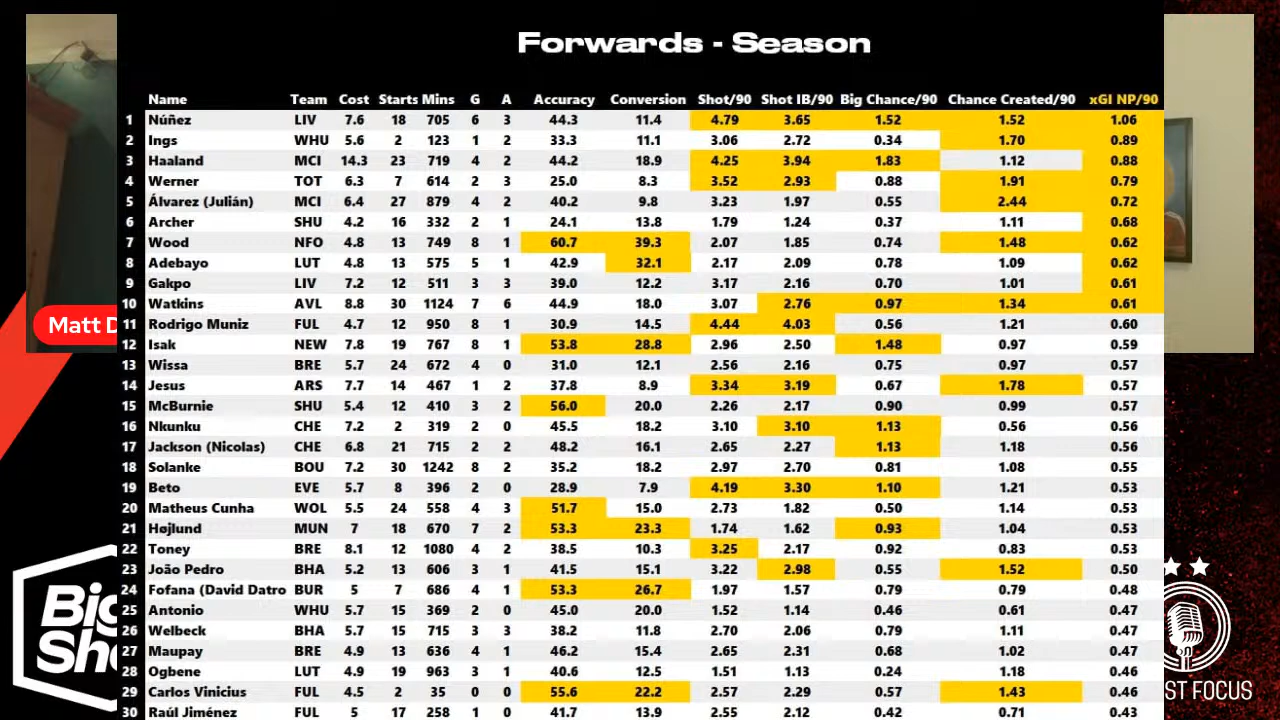 Forwards - Season
Name Team Cost Starts Mins G A Accuracy Conversion Shot/90 Shot IB/90 Big Chance/90 Chance Created/90 xGI NP/90
1 Núñez LIV 7.6 18 705 6 3 44.3 11.4 4.79 3.65 1.52 1.52 1.06
2 Ings WHU 5.6 2 123 1 2 33.3 11.1 3.06 2.72 0.34 1.70 0.89
3 Haaland MCI 14.3 23 719 4 2 44.2 18.9 4.25 3.94 1.83 1.12 0.88
4 Werner TOT 6.3 7 614 2 3 25.0 8.3 3.52 2.93 0.88 1.91 0.79
5 Álvarez (Julián) MCI 6.4 27 879 4 2 40.2 9.8 3.23 1.97 0.55 2.44 0.72
6 Archer SHU 4.2 16 332 2 1 24.1 13.8 1.79 1.24 0.37 1.11 0.68
7 Wood NFO 4.8 13 749 8 1 60.7 39.3 2.07 1.85 0.74 1.48 0.62
8 Adebayo LUT 4.8 13 575 5 1 42.9 32.1 2.17 2.09 0.78 1.09 0.62
9 Gakpo LIV 7.2 12 511 3 3 39.0 12.2 3.17 2.16 0.70 1.01 0.61
10 Watkins AVL 8.8 30 1124 7 6 44.9 18.0 3.07 2.76 0.97 1.34 0.61
Matt D
11 Rodrigo Muniz FUL 4.7 12 950 8 1 30.9 14.5 4.44 4.03 0.56 1.21 0.60
12 Isak NEW 7.8 19 767 8 1 53.8 28.8 2.96 2.50 1.48 0.97 0.59
13 Wissa BRE 5.7 24 672 4 0 31.0 12.1 2.56 2.16 0.75 0.97 0.57
14 Jesus ARS 7.7 14 467 1 2 37.8 8.9 3.34 3.19 0.67 1.78 0.57
15 McBurnie SHU 5.4 12 410 3 2 56.0 20.0 2.26 2.17 0.90 0.99 0.57
16 Nkunku CHE 7.2 2 319 2 0 45.5 18.2 3.10 3.10 1.13 0.56 0.56
17 Jackson (Nicolas) CHE 6.8 21 715 2 2 48.2 16.1 2.65 2.27 1.13 1.18 0.56
18 Solanke BOU 7.2 30 1242 8 2 35.2 18.2 2.97 2.70 0.81 1.08 0.55
19 Beto EVE 5.7 8 396 2 0 28.9 7.9 4.19 3.30 1.10 1.21 0.53
20 Matheus Cunha WOL 5.5 24 558 4 3 51.7 15.0 2.73 1.82 0.50 1.14 0.53
21 Højlund MUN 7 18 670 7 2 53.3 23.3 1.74 1.62 0.93 1.04 0.53
22 Toney BRE 8.1 12 1080 4 2 38.5 10.3 3.25 2.17 0.92 0.83 0.53
23 João Pedro BHA 5.2 13 606 3 1 41.5 15.1 3.22 2.98 0.55 1.52 0.50
24 Fofana (David Datro BUR 5 7 686 4 1 53.3 26.7 1.97 1.57 0.79 0.79 0.48
25 Antonio WHU 5.7 15 369 2 0 45.0 20.0 1.52 1.14 0.46 0.61 0.47
26 Welbeck BHA 5.7 15 715 3 3 38.2 11.8 2.70 2.06 0.79 1.11 0.47
27 Maupay BRE 4.9 13 636 4 1 46.2 15.4 2.65 2.31 0.68 1.02 0.47
28 Ogbene LUT 4.9 19 963 3 1 40.6 12.5 1.51 1.13 0.24 1.18 0.46
29 Carlos Vinicius FUL 4.5 2 35 0 0 55.6 22.2 2.57 2.29 0.57 1.43 0.46
30 Raúl Jiménez FUL 5 17 258 1 0 41.7 13.9 2.55 2.12 0.42 0.71 0.43
Big
Sho
ST FOCUS